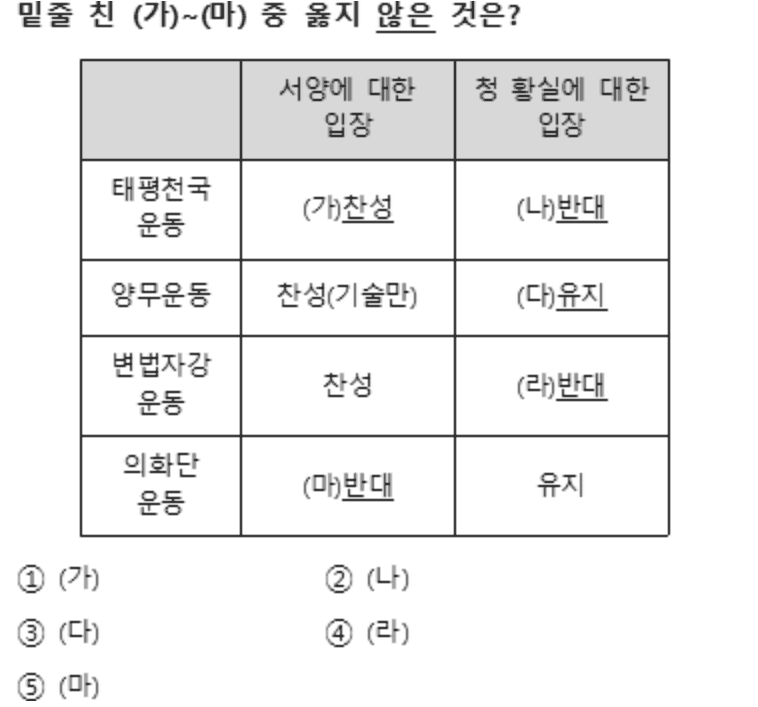 밑줄 친 (가)~(마) 중 옳지 않은 것은?
서양에 대한
입장
청 황실에 대한
입장
태평천국
운동
(가)찬성
(나)반대
양무운동
찬성(기술만)
(다)유지
변법자강
운동
찬성
(라)반대
의화단
운동
(마)반대
유지
① (가)
② (나)
③ (다)
④ (라)
⑤ (마)